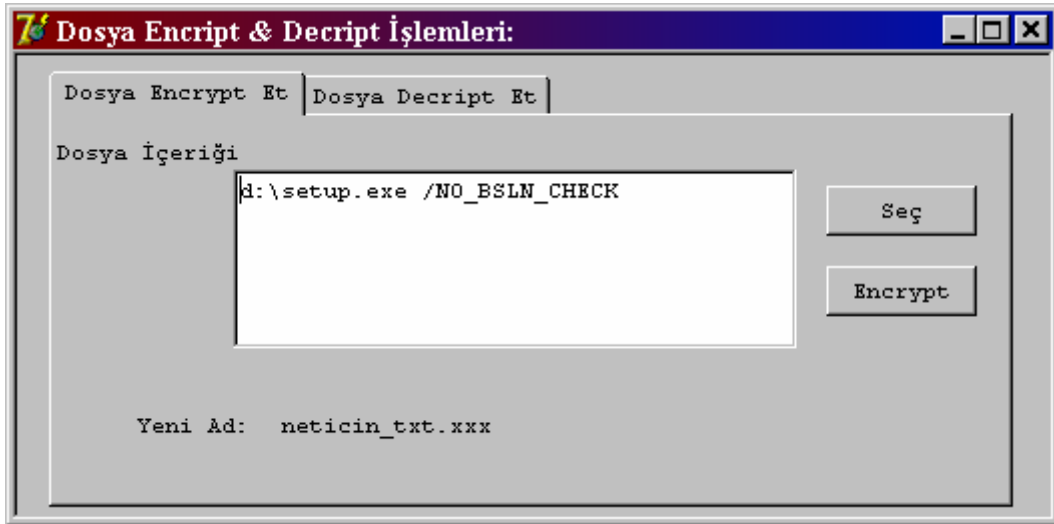 Dosya Encript & Decript İşlemleri:
Dosya Encrypt Et Dosya Decript Et
Dosya İçeriği
d:\setup.exe /NO_BSLN_CHECK
Seç
Encrypt
Yeni Ad: neticin_txt.xxx